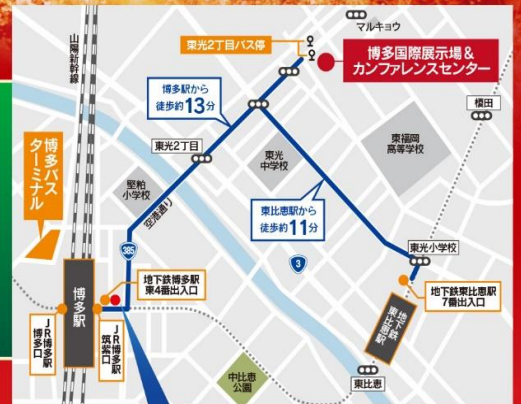 マルキョウ
東光2丁目バス停
博多国際展示場&
カンファレンスセンター
山陽新幹線
博多駅から
徒歩約13分
榎田
東福岡
高等学校
東光2丁目
東光
中学校
堅粕
小学校
博多バス
ターミナル
空港通り
東比恵駅から
徒歩約11分
385
3
東光小学校
地下鉄博多駅
東4番出入口
地下鉄東比恵駅
7番出入口
博多駅
地下鉄
東比恵駅
JR博多駅
博多口
JR博多駅
筑紫口
中比恵
公園
東比恵